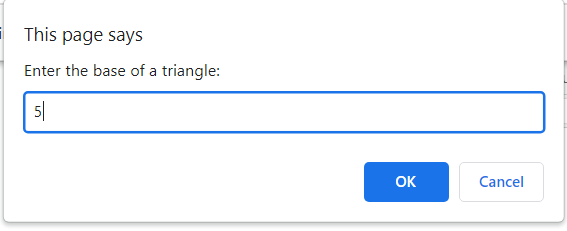 This page says
Enter the base of a triangle:
5
OK
Cancel